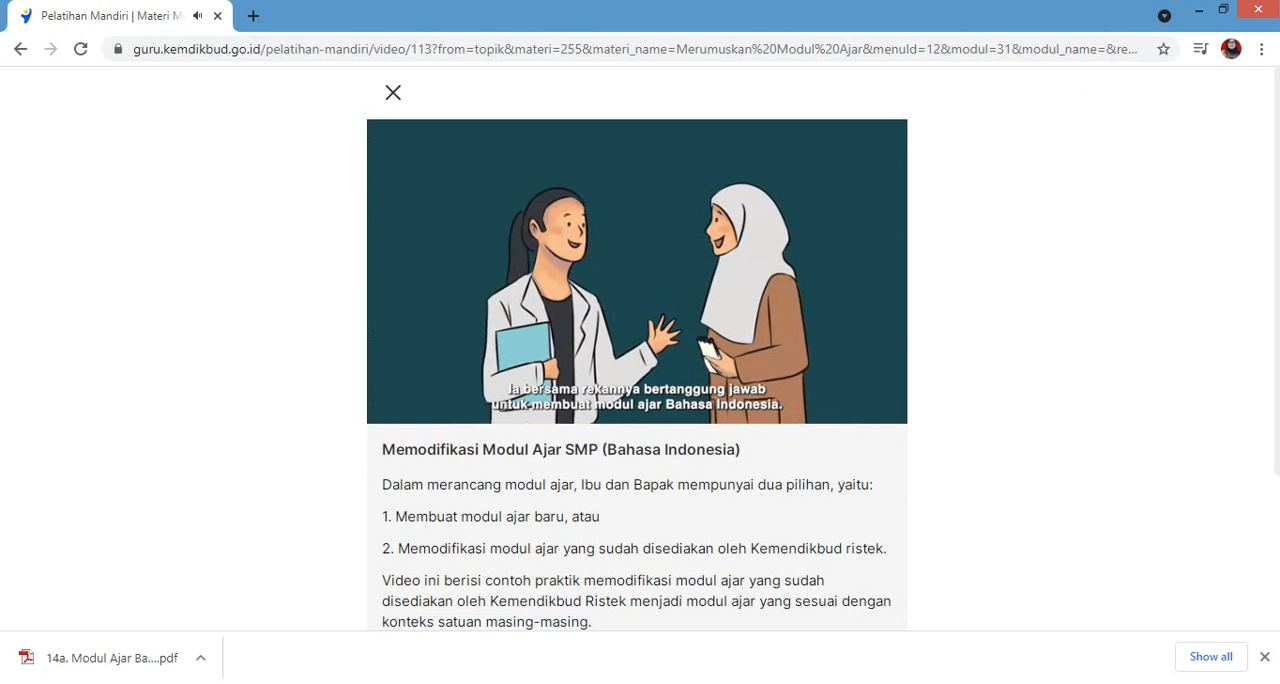 Pelatihan Mandiri | Materi M
guru.kemdikbud.go.id/pelatihan-mandiri/video/113?from=topik&materi=255&materi_name=Merumuskan%20Modul%20Ajar&menuId=12&modul=31&modul_name=&re...
Ia bersama rekannya bertanggung jawab
untuk membuat modul ajar Bahasa Indonesia.
Memodifikasi Modul Ajar SMP (Bahasa Indonesia)
Dalam merancang modul ajar, Ibu dan Bapak mempunyai dua pilihan, yaitu:
1. Membuat modul ajar baru, atau
2. Memodifikasi modul ajar yang sudah disediakan oleh Kemendikbud ristek.
Video ini berisi contoh praktik memodifikasi modul ajar yang sudah
disediakan oleh Kemendikbud Ristek menjadi modul ajar yang sesuai dengan
konteks satuan masing-masing.
14a. Modul Ajar Ba....pdf
Show all